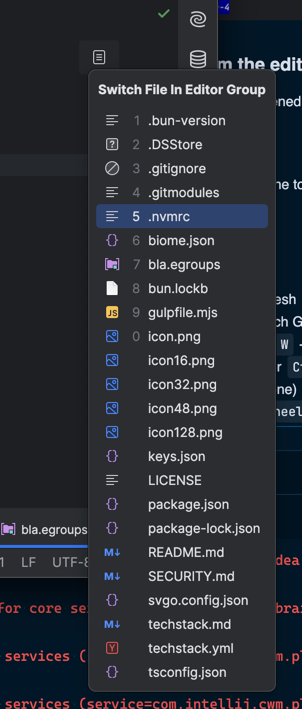 -4
m the edit
ened
Switch File In Editor Group
1 .bun-version
2 .DSStore
3 .gitignore
4 .gitmodules
ne to
5 .nvmrc
6 biome.json
7 bla.egroups
8 bun.lockb
esh
9 gulpfile.mjs
ch G
0 icon.png
W -
icon16.png
r C
icon32.png
ne)
icon48.png
heel
icon128.png
keys.json
LICENSE
package.json
bla.egroups
package-lock.json
README.md
1 LF UTF-8
dea
SECURITY.md
svgo.config.json
for core se
brai
techstack.md
techstack.yml
services (
m.pl
tsconfig.json
services (service=com.intellij.cwm.pl